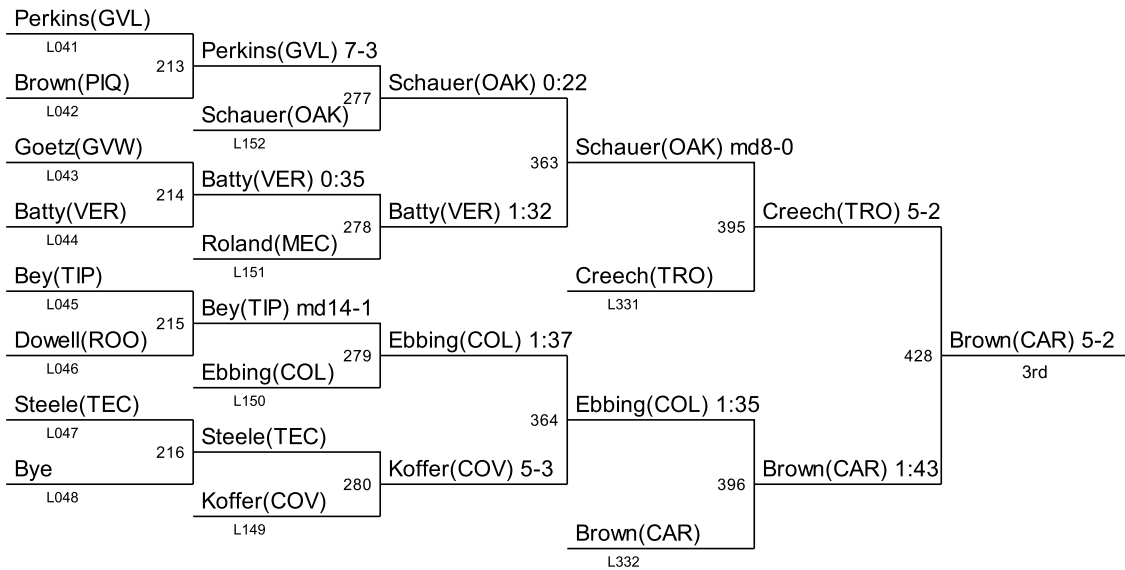 Perkins(GVL)
L041
213
Perkins(GVL) 7-3
Brown(PIQ)
L042
277
Schauer(OAK) 0:22
Schauer(OAK)
L152
Goetz(GVW)
L043
363
Schauer(OAK) md8-0
214
Batty(VER) 0:35
Batty(VER)
L044
278
Batty(VER) 1:32
Roland(MEC)
L151
395
Creech(TRO) 5-2
Creech(TRO)
L331
Bey(TIP)
L045
215
Bey(TIP) md14-1
Dowell(ROO)
L046
279
Ebbing(COL) 1:37
Ebbing(COL)
L150
428
Brown(CAR) 5-2
3rd
Steele(TEC)
L047
364
Ebbing(COL) 1:35
216
Steele(TEC)
Bye
L048
280
Koffer(COV) 5-3
Koffer(COV)
L149
396
Brown(CAR) 1:43
Brown(CAR)
L332